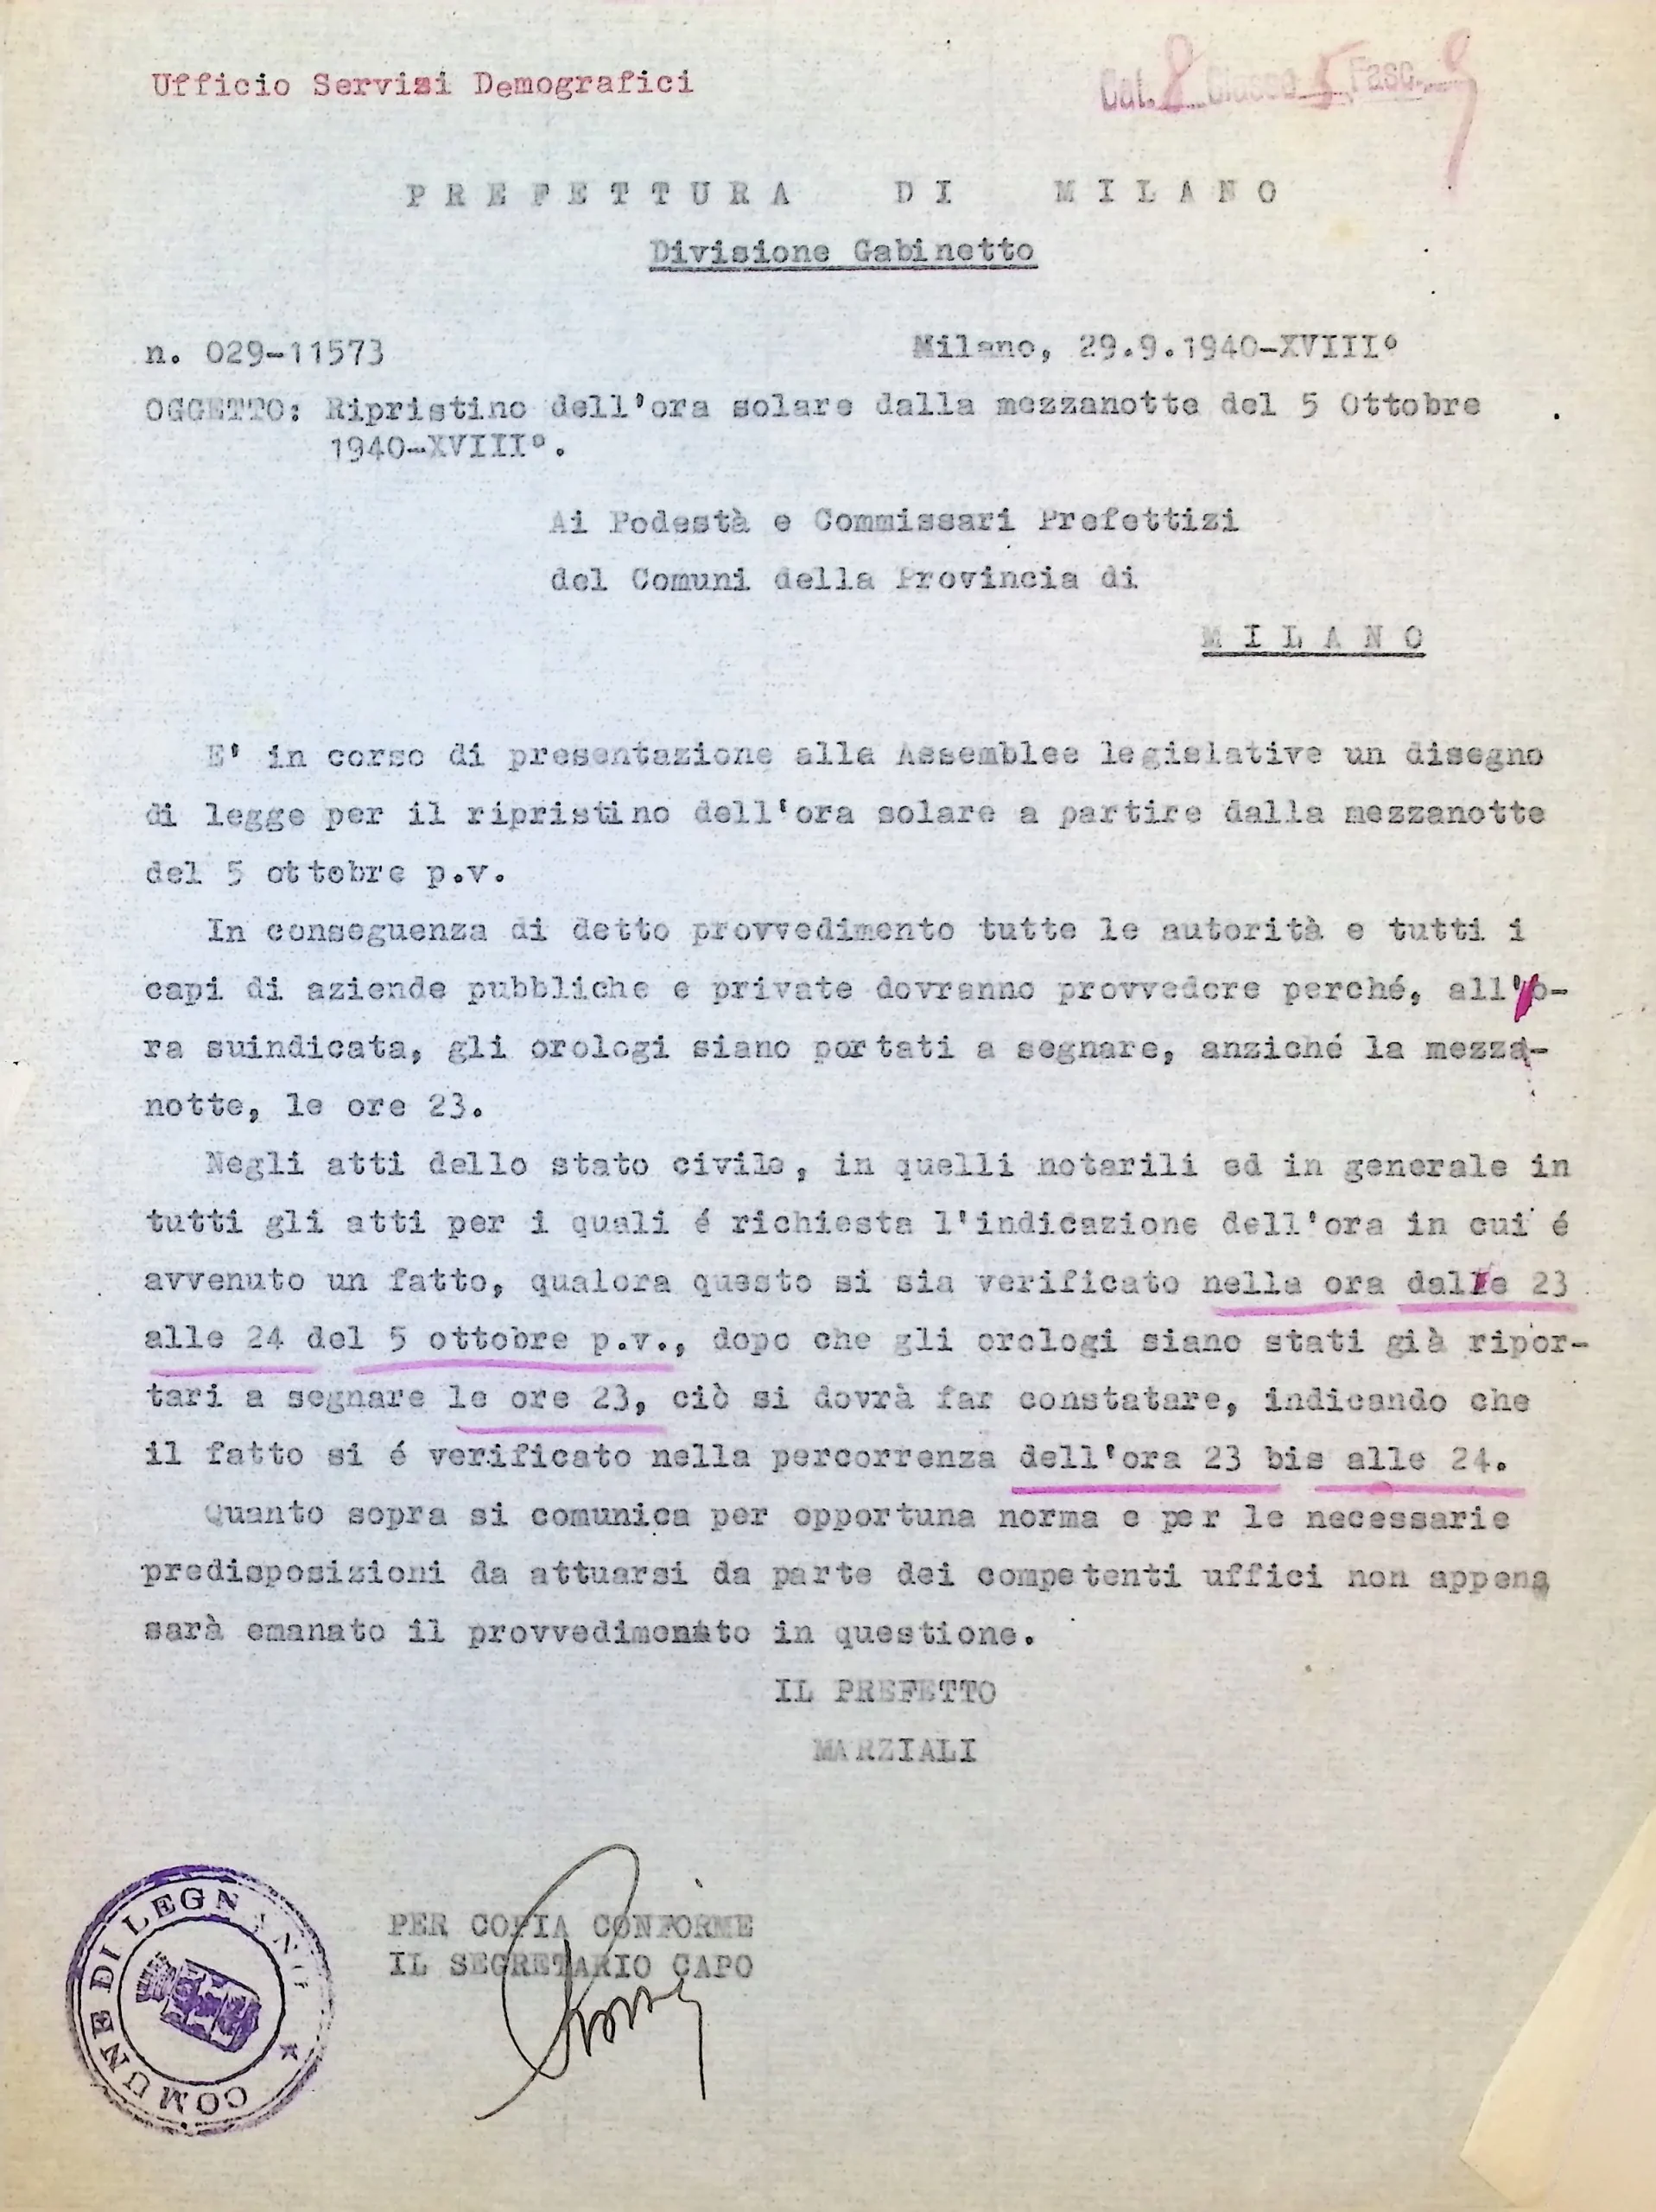 Ufficio Servizi Demografici
Cat. 8 Classe 5 Fasc. 9
PREFETTURA DI MILANO
Divisione Gabinetto
n. 029-11573 Milano, 29.9.1940-XVIII°
OGGETTO: Ripristino dell'ora solare dalla mezzanotte del 5 Ottobre
1940-XVIII°.
Ai Podestà e Commissari Prefettizi
del Comuni della Provincia di
MILANO
E' in corso di presentazione alla Assemblee legislative un disegno
di legge per il ripristino dell'ora solare a partire dalla mezzanotte
del 5 ottobre p.v.
In conseguenza di detto provvedimento tutte le autorità e tutti i
capi di aziende pubbliche e private dovranno provvedere perché, all'o-
ra suindicata, gli orologi siano portati a segnare, anziché la mezza-
notte, le ore 23.
Negli atti dello stato civile, in quelli notarili ed in generale in
tutti gli atti per i quali é richiesta l'indicazione dell'ora in cui é
avvenuto un fatto, qualora questo si sia verificato nella ora dalle 23
alle 24 del 5 ottobre p.v., dopo che gli orologi siano stati già ripor-
tari a segnare le ore 23, ciò si dovrà far constatare, indicando che
il fatto si é verificato nella percorrenza dell'ora 23 bis alle 24.
Quanto sopra si comunica per opportuna norma e per le necessarie
predisposizioni da attuarsi da parte dei competenti uffici non appena
sarà emanato il provvedimento in questione.
IL PREFETTO
MARZIALI
PER COPIA CONFORME
IL SEGRETARIO CAPO
COMUNE DI LEGNANO